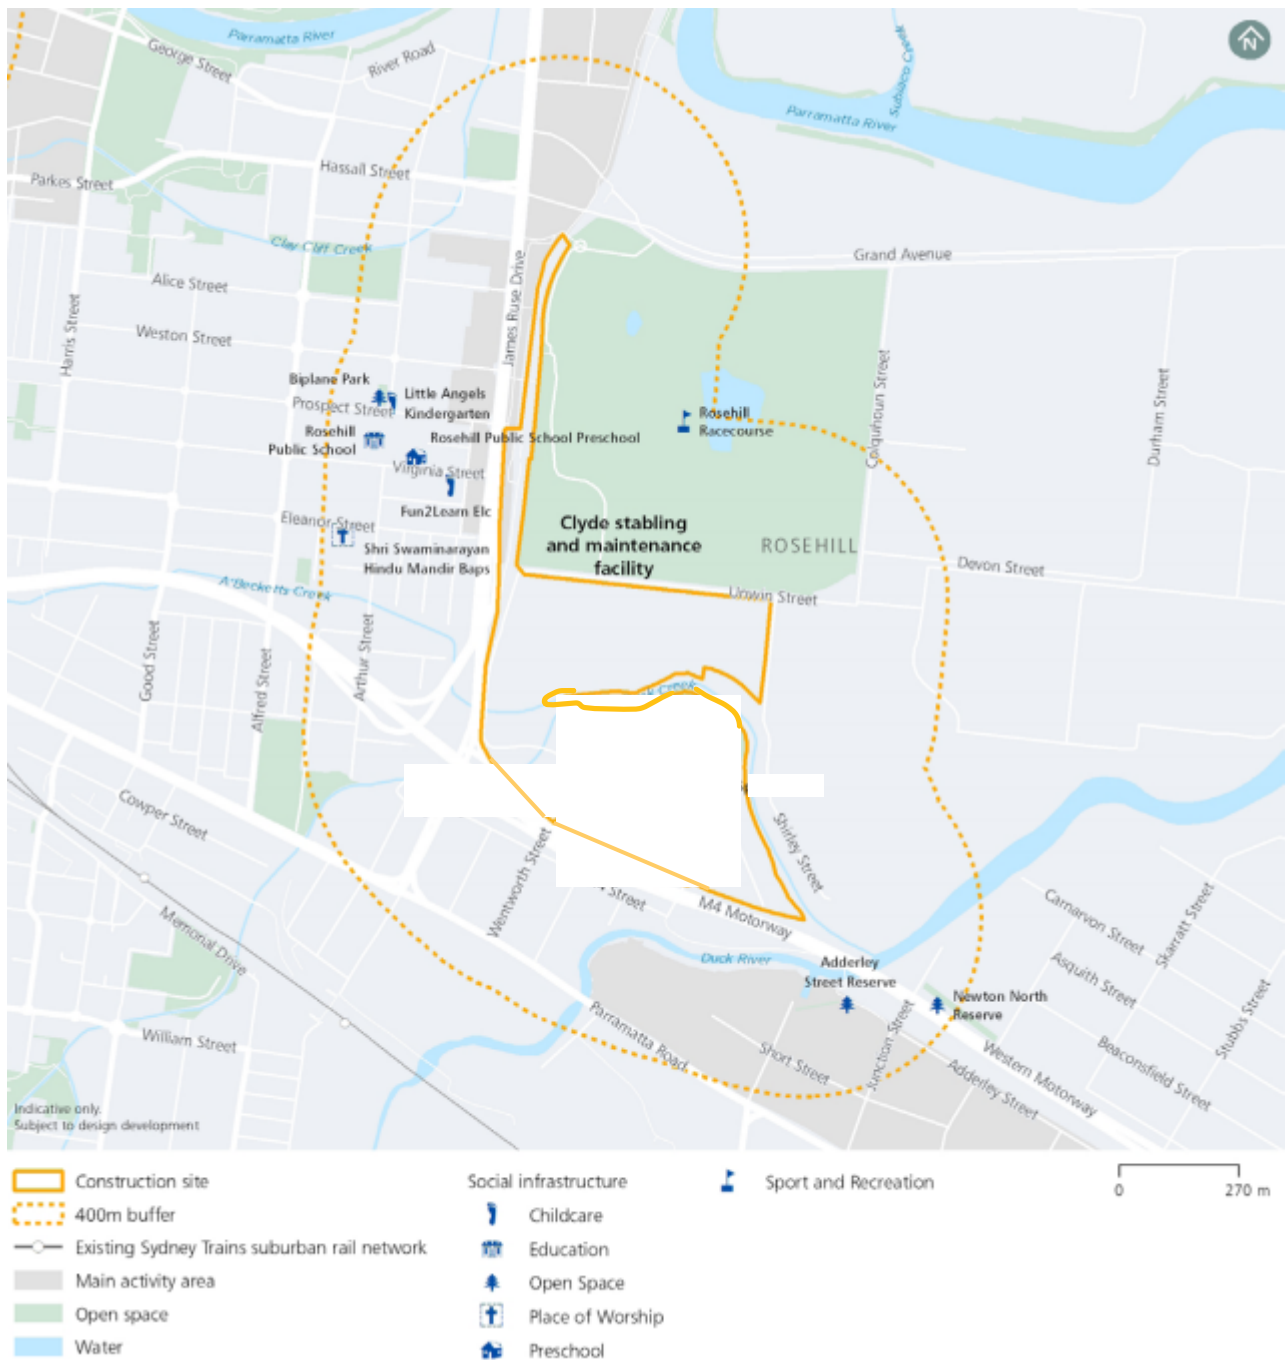 Parramatta River
George Street
River Road
Subiaco Creek
Parramatta River
Hassall Street
Parkes Street
Clay Cliff Creek
Grand Avenue
Alice Street
James Ruse Drive
Harris Street
Weston Street
Colquhoun Street
Durham Street
Biplane Park
Little Angels
Kindergarten
Prospect Street
Rosehill
Public School
Rosehill Public School Preschool
Rosehill
Racecourse
Virginia Street
Fun2Learn Elc
Eleanor Street
Shri Swaminarayan
Hindu Mandir Baps
Clyde stabling
and maintenance
facility
ROSEHILL
Devon Street
A'Becketts Creek
Unwin Street
Good Street
Alfred Street
Arthur Street
Creek
Cowper Street
Wentworth Street
Shirley Street
Street
M4 Motorway
Memorial Drive
Duck River
Adderley
Street Reserve
Newton North
Reserve
Carnarvon Street
Skarratt Street
Asquith Street
Stubbs Street
Beaconsfield Street
William Street
Parramatta Road
Short Street
Junction Street
Western Motorway
Adderley Street
Indicative only.
Subject to design development
Construction site
400m buffer
Existing Sydney Trains suburban rail network
Main activity area
Open space
Water
Social infrastructure
Childcare
Education
Open Space
Place of Worship
Preschool
Sport and Recreation
0 270 m
N